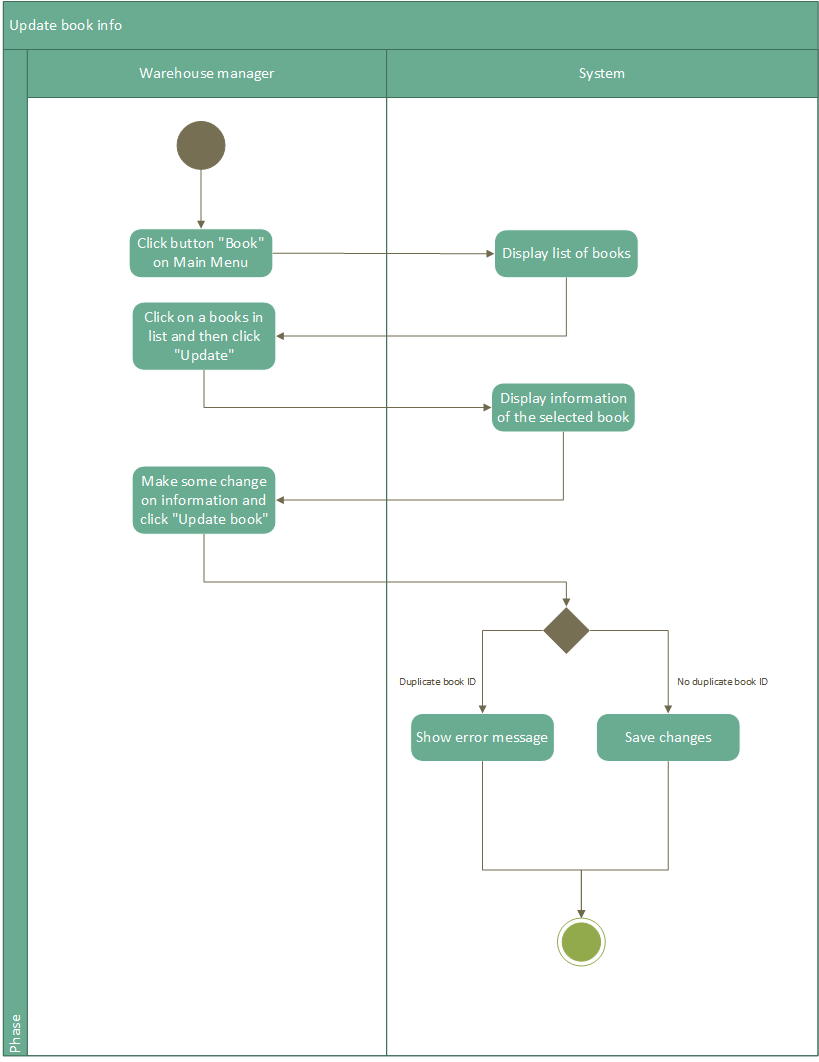 Update book info
Warehouse manager
System
Click button "Book"
on Main Menu
Display list of books
Click on a books in
list and then click
"Update"
Display information
of the selected book
Make some change
on information and
click "Update book"
Duplicate book ID
No duplicate book ID
Show error message
Save changes
Phase